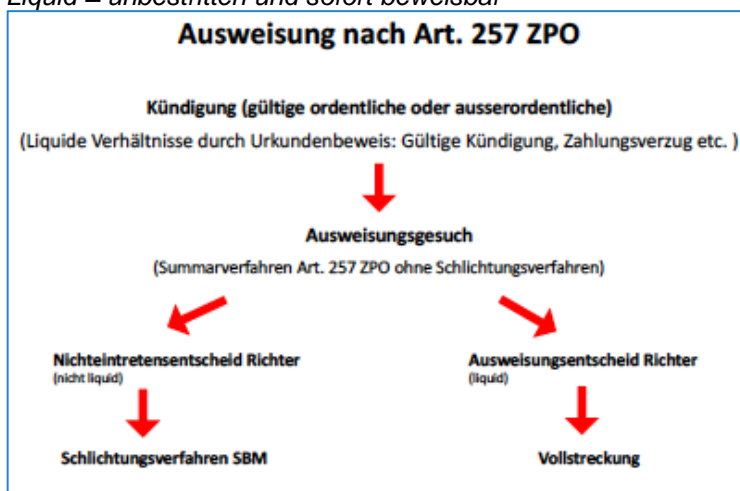 Liquid = unbestritten und sofort beweisbar
Ausweisung nach Art. 257 ZPO
Kündigung (gültige ordentliche oder ausserordentliche)
(Liquide Verhältnisse durch Urkundenbeweis: Gültige Kündigung, Zahlungsverzug etc. )
Ausweisungsgesuch
(Summarverfahren Art. 257 ZPO ohne Schlichtungsverfahren)
Nichteintretensentscheid Richter
(nicht liquid)
Ausweisungsentscheid Richter
(liquid)
Schlichtungsverfahren SBM
Vollstreckung